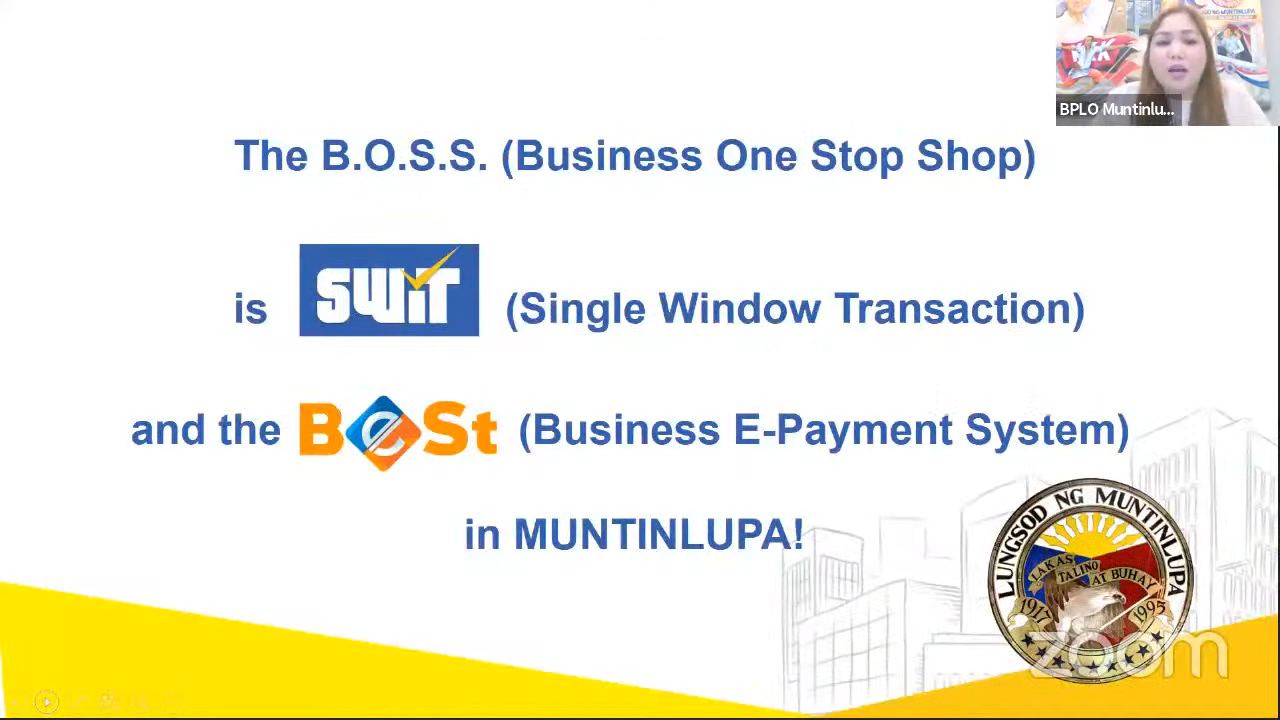 BPLO Muntinlu...
The B.O.S.S. (Business One Stop Shop)
is SWiT (Single Window Transaction)
and the BeSt (Business E-Payment System)
in MUNTINLUPA!
LUNGSOD NG MUNTINLUPA
LAKAS
TALINO
AT BUHAY
1917 1995
zoom